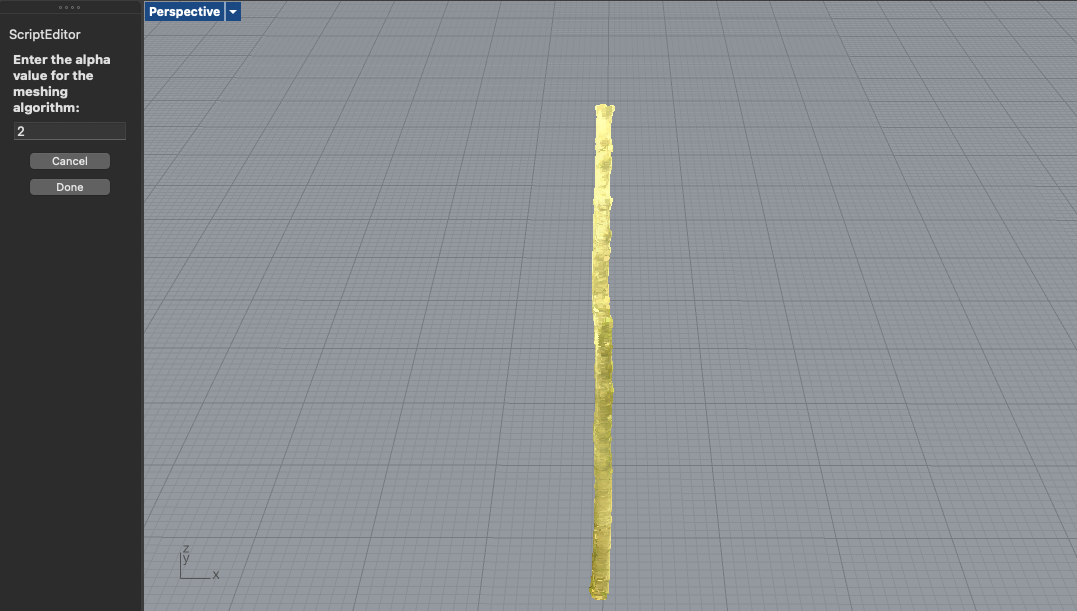 Perspective
ScriptEditor
Enter the alpha
value for the
meshing
algorithm:
2
Cancel
Done
z
y
x